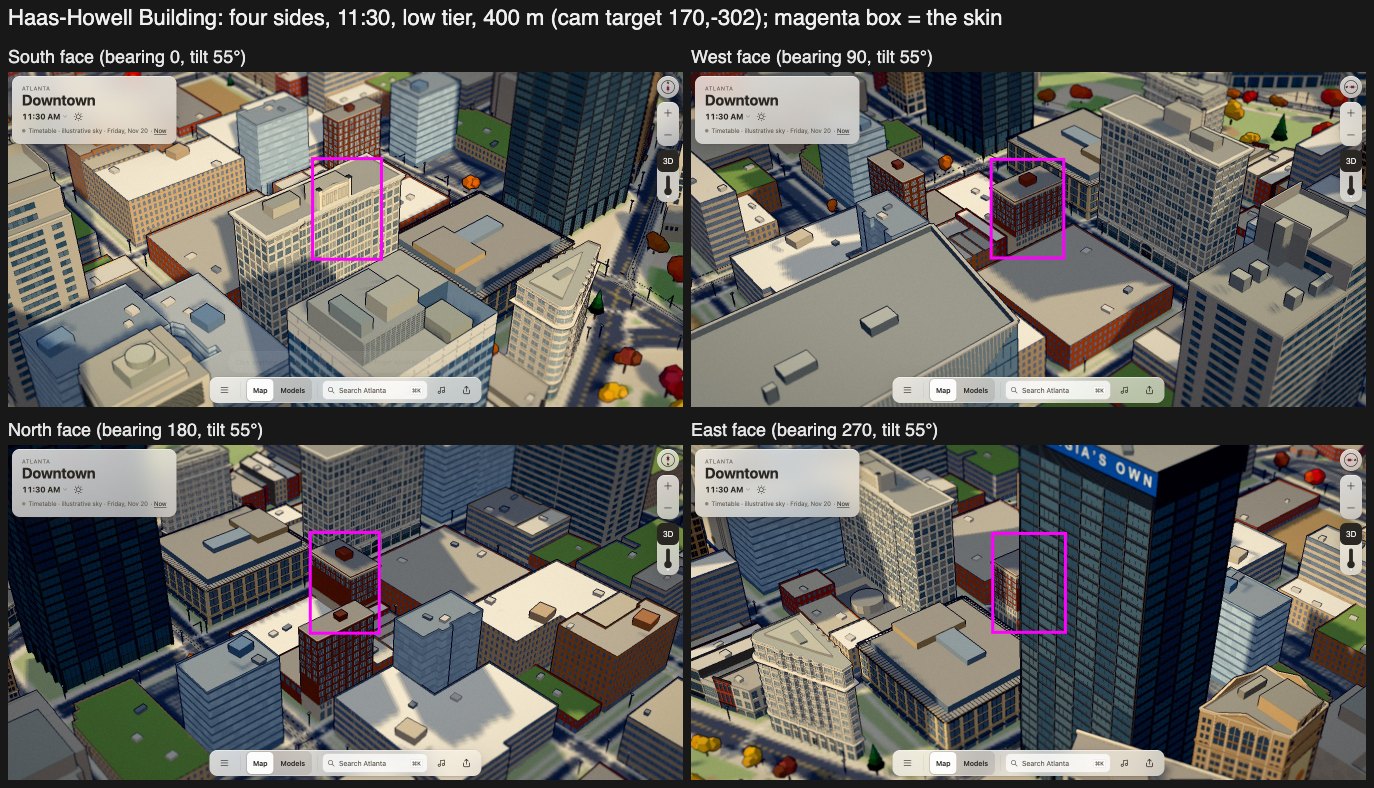 Haas-Howell Building: four sides, 11:30, low tier, 400 m (cam target 170,-302); magenta box = the skin
South face (bearing 0, tilt 55°)
West face (bearing 90, tilt 55°)
ATLANTA
Downtown
11:30 AM
Timetable · illustrative sky · Friday, Nov 20 · Now
3D
Map
Models
Search Atlanta
⌘K
ATLANTA
Downtown
11:30 AM
Timetable · illustrative sky · Friday, Nov 20 · Now
3D
Map
Models
Search Atlanta
⌘K
North face (bearing 180, tilt 55°)
East face (bearing 270, tilt 55°)
ATLANTA
Downtown
11:30 AM
Timetable · illustrative sky · Friday, Nov 20 · Now
3D
Map
Models
Search Atlanta
⌘K
ATLANTA
Downtown
11:30 AM
Timetable · illustrative sky · Friday, Nov 20 · Now
GIA'S OWN
3D
Map
Models
Search Atlanta
⌘K